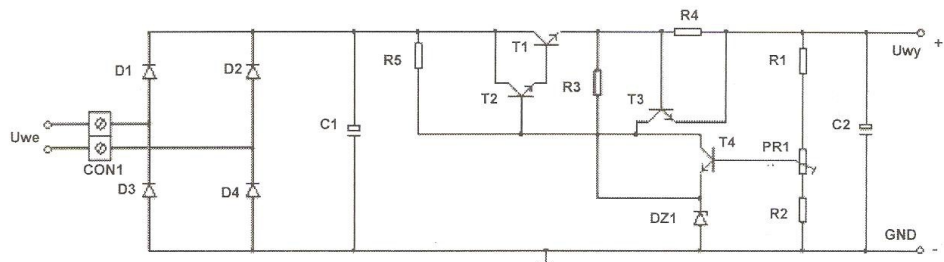 R4
T1
Uwy
+
D1
D2
R5
R3
R1
T2
T3
C1
C2
Uwe
T4
PR1
CON1
D3
D4
DZ1
R2
GND
-